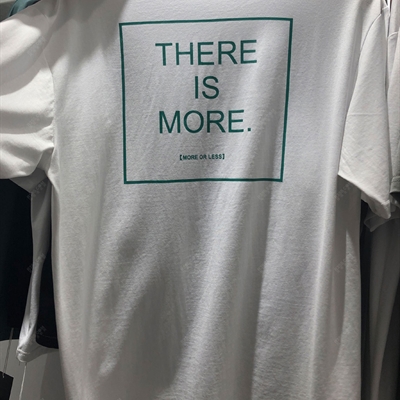 THERE
IS
MORE.
[MORE OR LESS]